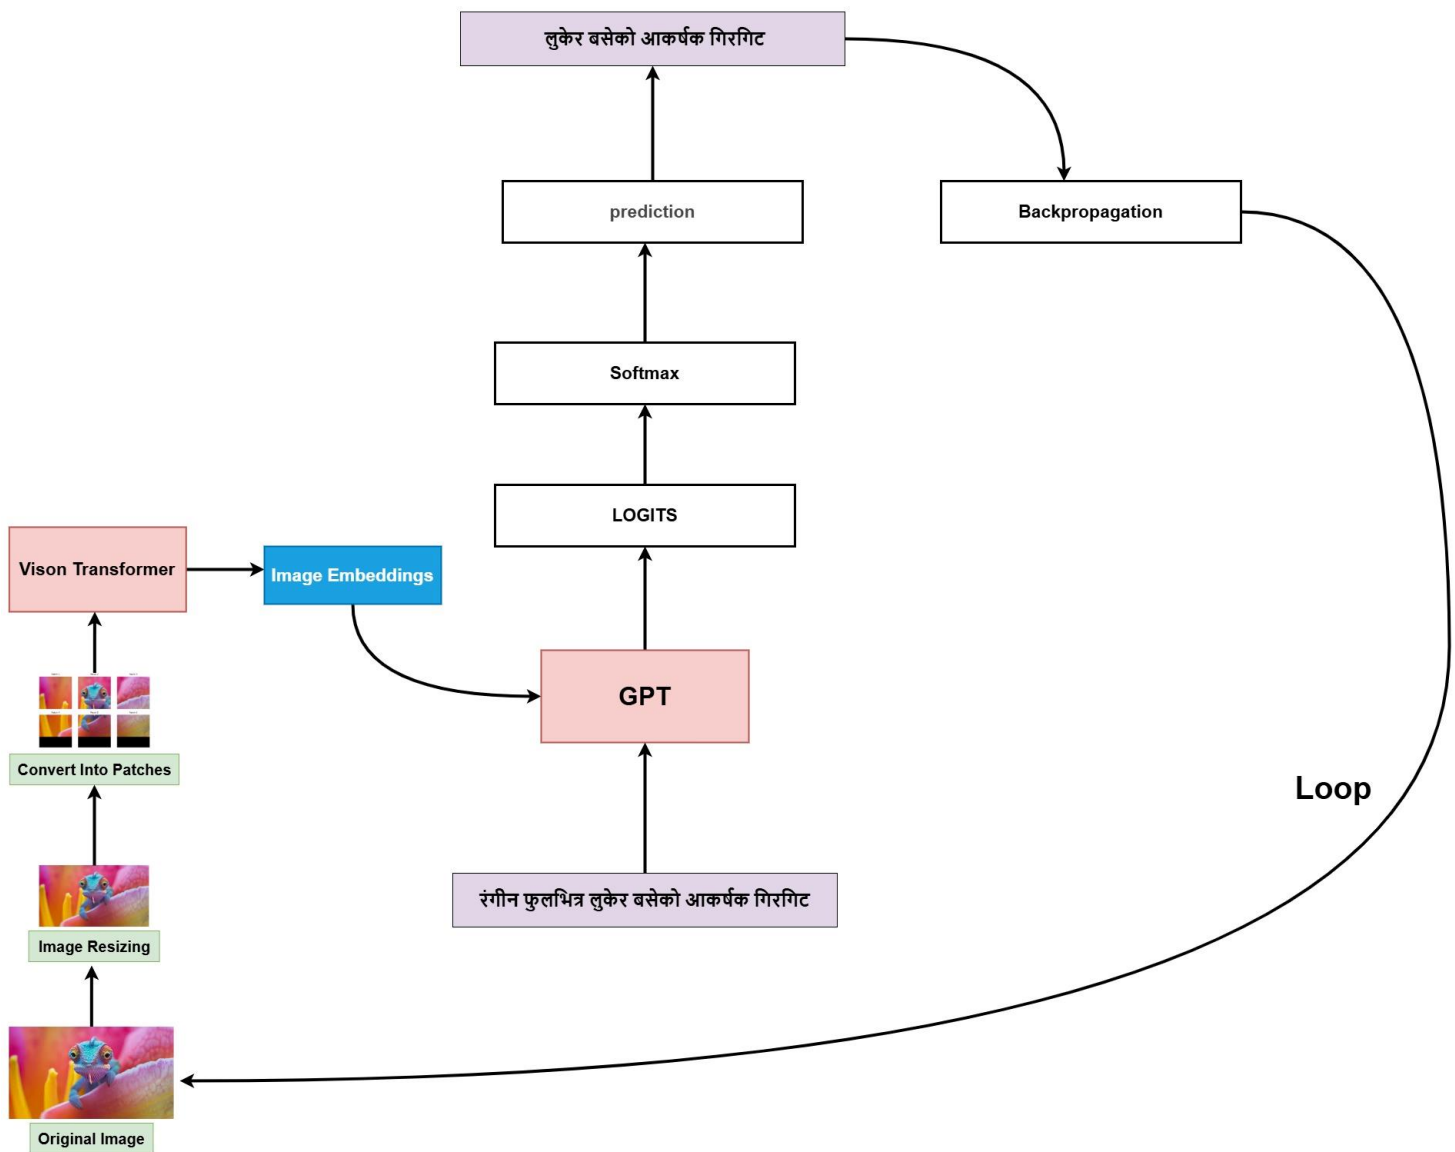 लुकेर बसेको आकर्षक गिरगिट
prediction
Backpropagation
Softmax
LOGITS
Vison Transformer
Image Embeddings
GPT
Convert Into Patches
Loop
रंगीन फुलभित्र लुकेर बसेको आकर्षक गिरगिट
Image Resizing
Original Image